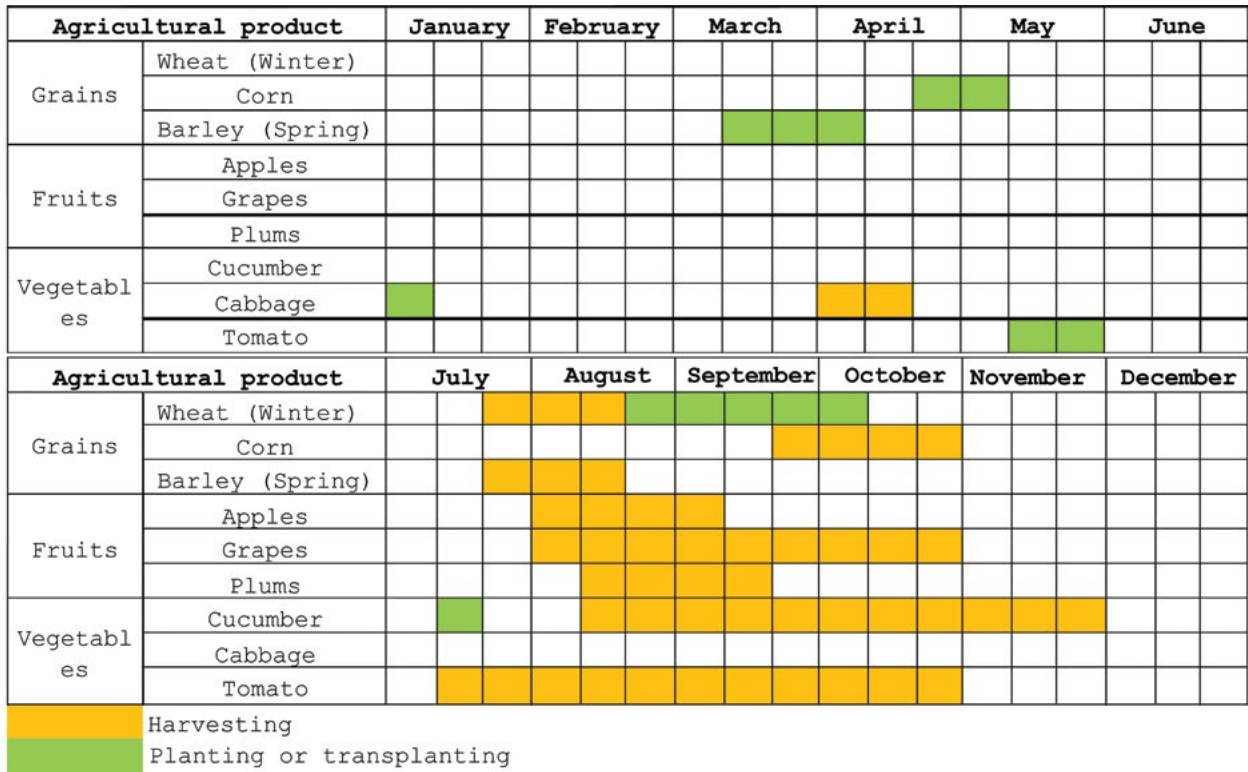 Agricultural product January February March April May June
Wheat (Winter)
Grains Corn
Barley (Spring)
Apples
Fruits Grapes
Plums
Cucumber
Vegetabl
es
Cabbage
Tomato
Agricultural product July August September October November December
Wheat (Winter)
Grains Corn
Barley (Spring)
Apples
Fruits Grapes
Plums
Cucumber
Vegetabl
es
Cabbage
Tomato
Harvesting
Planting or transplanting